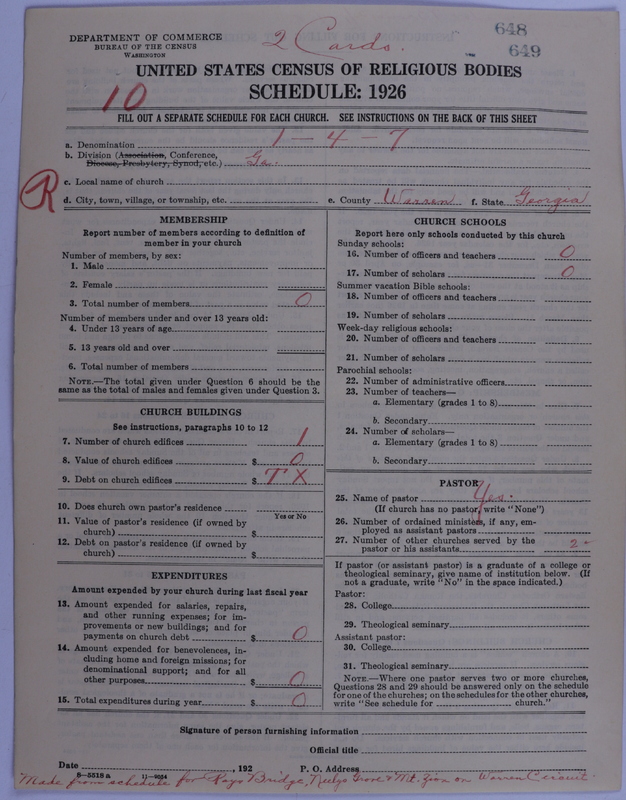 DEPARTMENT OF COMMERCE
BUREAU OF THE CENSUS
WASHINGTON
2 Cards.
648
649
UNITED STATES CENSUS OF RELIGIOUS BODIES
SCHEDULE: 1926
10
FILL OUT A SEPARATE SCHEDULE FOR EACH CHURCH. SEE INSTRUCTIONS ON THE BACK OF THIS SHEET
a. Denomination 1-4-7
b. Division (Association, Conference,
Diocese, Presbytery, Synod, etc.) Ga.
R
c. Local name of church
d. City, town, village, or township, etc. e. County Warren f. State Georgia
MEMBERSHIP
Report number of members according to definition of
member in your church
Number of members, by sex:
1. Male
2. Female
3. Total number of members 0
Number of members under and over 13 years old:
4. Under 13 years of age
5. 13 years old and over
6. Total number of members
NOTE.—The total given under Question 6 should be the
same as the total of males and females given under Question 3.
CHURCH BUILDINGS
See instructions, paragraphs 10 to 12
7. Number of church edifices 1
8. Value of church edifices $ 0
9. Debt on church edifices $ TX
10. Does church own pastor's residence
Yes or No
11. Value of pastor's residence (if owned by
church) $
12. Debt on pastor's residence (if owned by
church) $
EXPENDITURES
Amount expended by your church during last fiscal year
13. Amount expended for salaries, repairs,
and other running expenses; for im-
provements or new buildings; and for
payments on church debt $ 0
14. Amount expended for benevolences, in-
cluding home and foreign missions; for
denominational support; and for all
other purposes $ 0
15. Total expenditures during year $ 0
CHURCH SCHOOLS
Report here only schools conducted by this church
Sunday schools:
16. Number of officers and teachers 0
17. Number of scholars 0
Summer vacation Bible schools:
18. Number of officers and teachers
19. Number of scholars
Week-day religious schools:
20. Number of officers and teachers
21. Number of scholars
Parochial schools:
22. Number of administrative officers
23. Number of teachers—
a. Elementary (grades 1 to 8)
b. Secondary
24. Number of scholars—
a. Elementary (grades 1 to 8)
b. Secondary
PASTOR
25. Name of pastor Yes.
(If church has no pastor, write "None")
26. Number of ordained ministers, if any, em-
ployed as assistant pastors
27. Number of other churches served by the
pastor or his assistants 2
If pastor (or assistant pastor) is a graduate of a college or
theological seminary, give name of institution below. (If
not a graduate, write "No" in the space indicated.)
Pastor:
28. College
29. Theological seminary
Assistant pastor:
30. College
31. Theological seminary
NOTE.—Where one pastor serves two or more churches,
Questions 28 and 29 should be answered only on the schedule
for one of the churches; on the schedules for the other churches,
write "See schedule for church."
Signature of person furnishing information
Official title
Date , 192 P. O. Address
8—5518a 11—9054
Made from schedule for Rays Bridge, Grove & Mt. Zion on Warren Circuit.